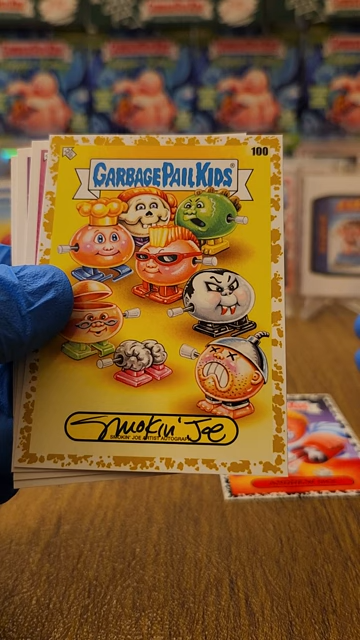 100
GARBAGE PAIL KIDS
Smokin' Joe
SMOKIN' JOE ARTIST AUTOGRAPH